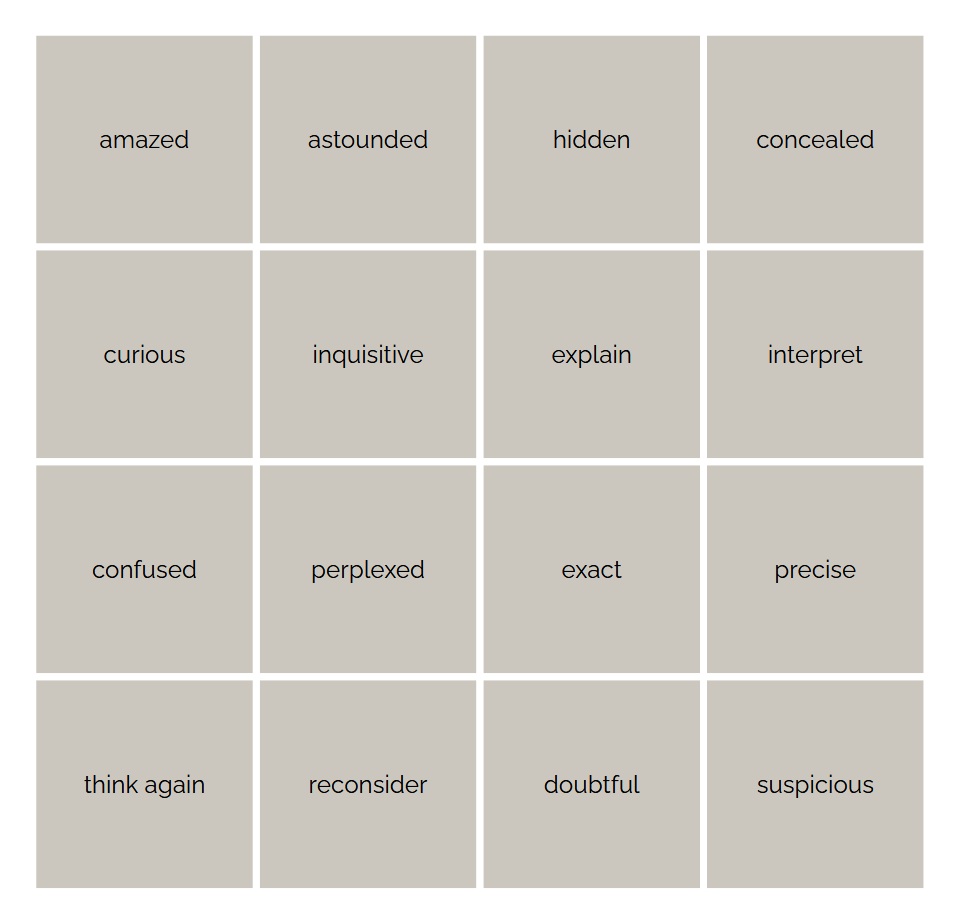 amazed
astounded
hidden
concealed
curious
inquisitive
explain
interpret
confused
perplexed
exact
precise
think again
reconsider
doubtful
suspicious